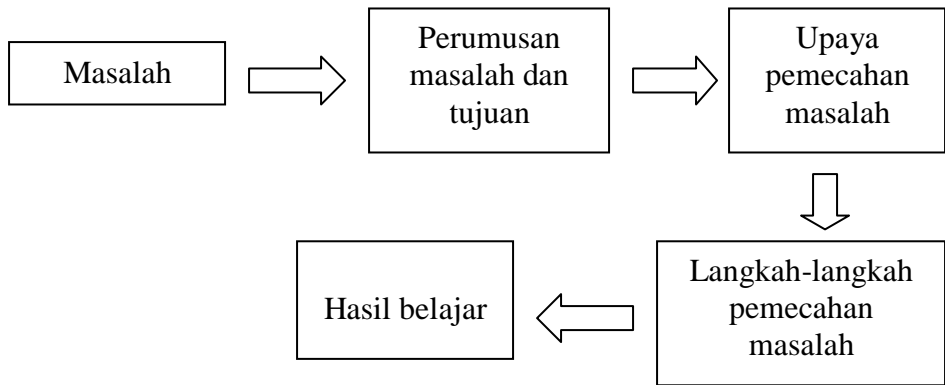 Masalah
Perumusan
masalah dan
tujuan
Upaya
pemecahan
masalah
Langkah-langkah
pemecahan
masalah
Hasil belajar